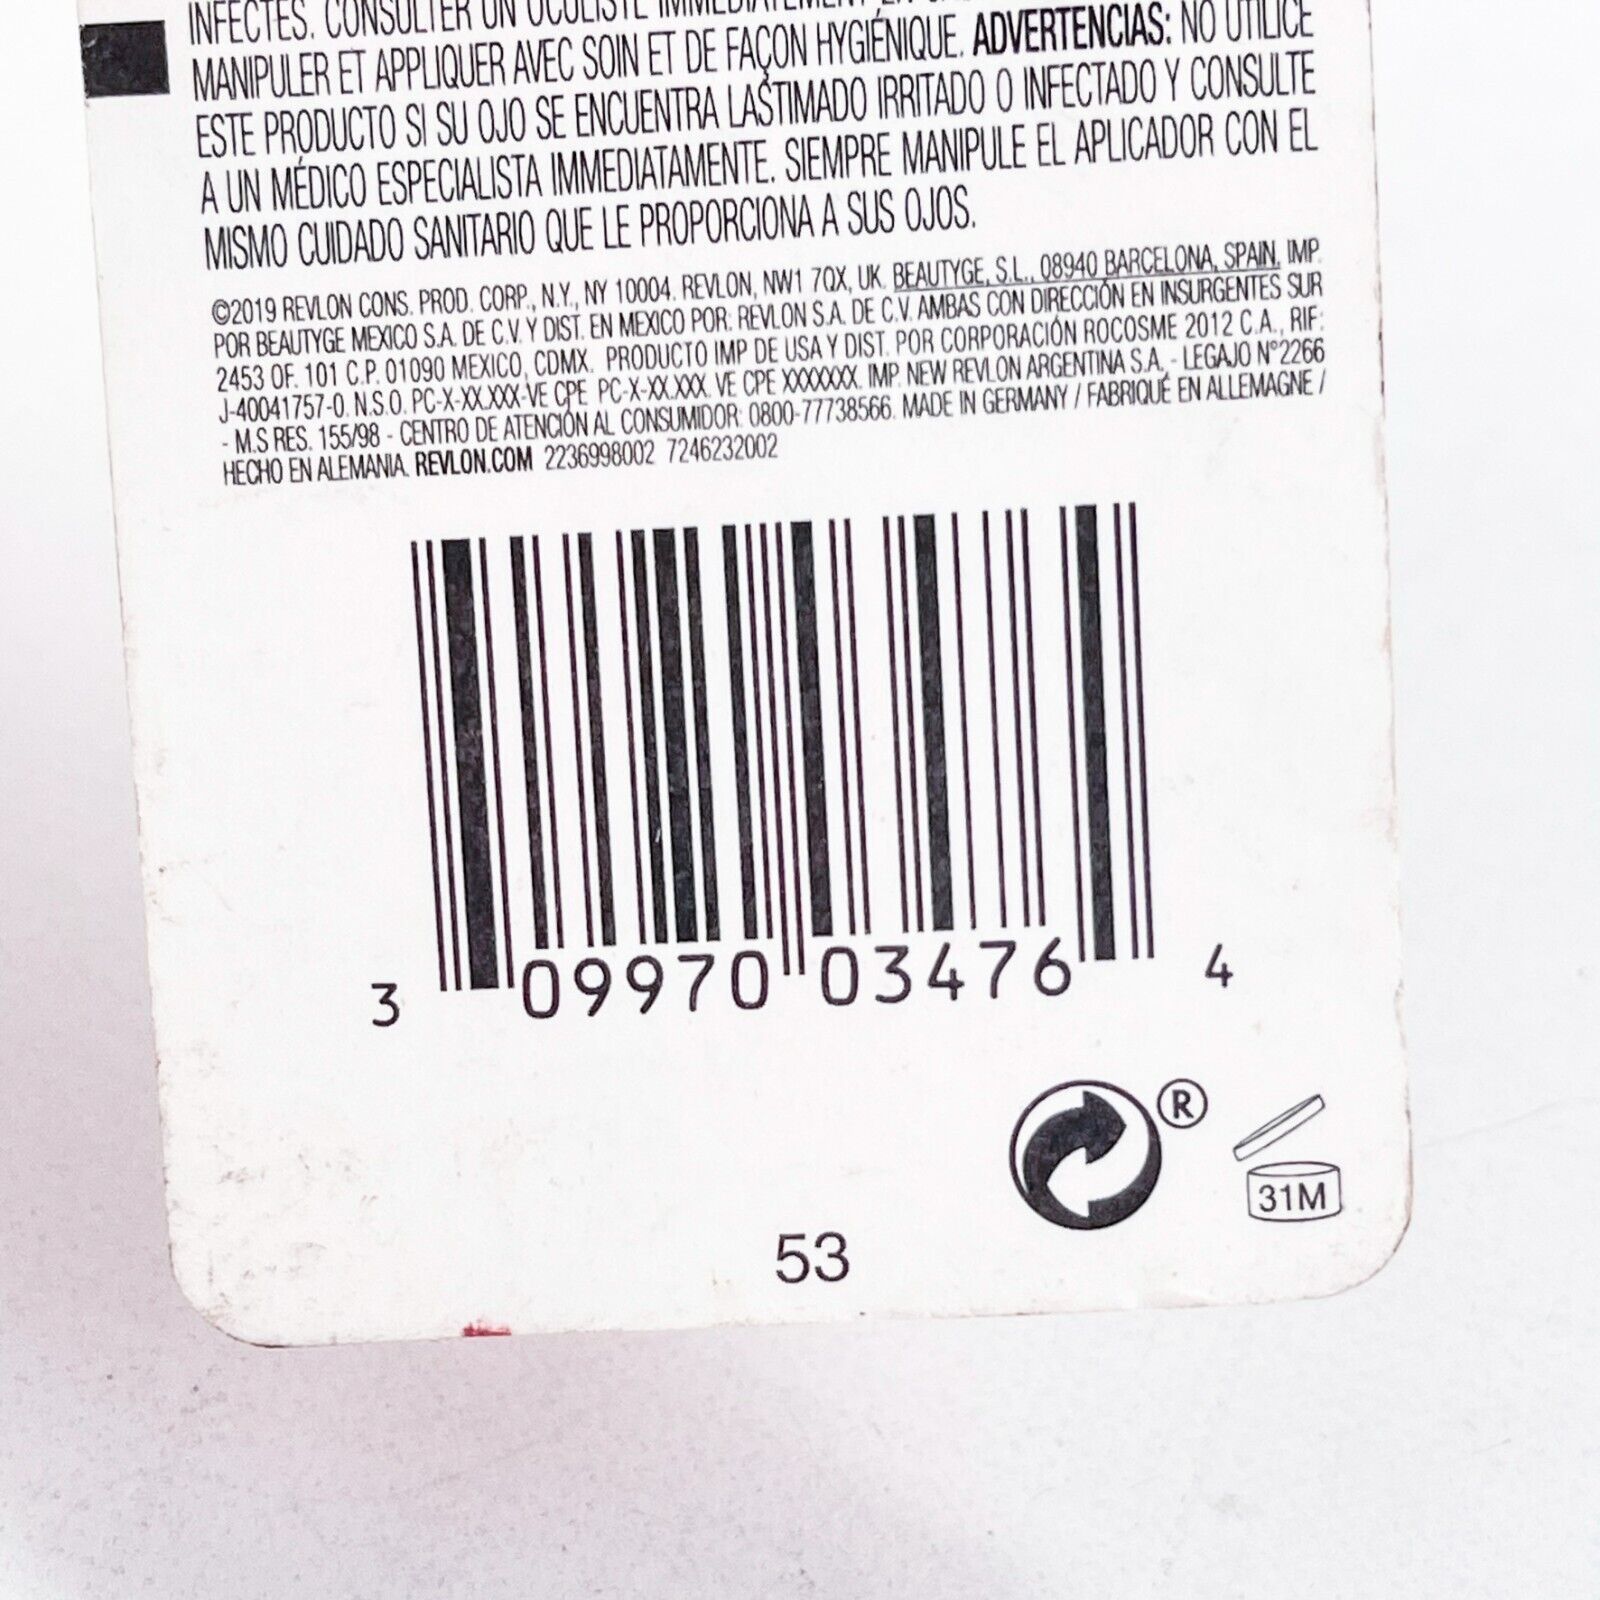 INFECTÉS. CONSULTER UN OCULISTE IMMÉDIATEMENT EN
MANIPULER ET APPLIQUER AVEC SOIN ET DE FAÇON HYGIÉNIQUE. ADVERTENCIAS: NO UTILICE
ESTE PRODUCTO SI SU OJO SE ENCUENTRA LASTIMADO IRRITADO O INFECTADO Y CONSULTE
A UN MÉDICO ESPECIALISTA IMMEDIATAMENTE. SIEMPRE MANIPULE EL APLICADOR CON EL
MISMO CUIDADO SANITARIO QUE LE PROPORCIONA A SUS OJOS.
©2019 REVLON CONS. PROD. CORP., N.Y., NY 10004. REVLON, NW1 7QX, UK. BEAUTYGE, S.L., 08940 BARCELONA, SPAIN. IMP.
POR BEAUTYGE MEXICO S.A. DE C.V. Y DIST. EN MEXICO POR: REVLON S.A. DE C.V. AMBAS CON DIRECCIÓN EN INSURGENTES SUR
2453 OF. 101 C.P. 01090 MEXICO, CDMX. PRODUCTO IMP DE USA Y DIST. POR CORPORACIÓN ROCOSME 2012 C.A., RIF:
J-40041757-0. N.S.O. PC-X-XX.XXX-VE CPE PC-X-XX.XXX. VE CPE XXXXXXX. IMP. NEW REVLON ARGENTINA S.A. - LEGAJO N°2266
- M.S RES. 155/98 - CENTRO DE ATENCIÓN AL CONSUMIDOR: 0800-77738566. MADE IN GERMANY / FABRIQUÉ EN ALLEMAGNE /
HECHO EN ALEMANIA. REVLON.COM 2236998002 7246232002
3 09970 03476 4
®
31M
53